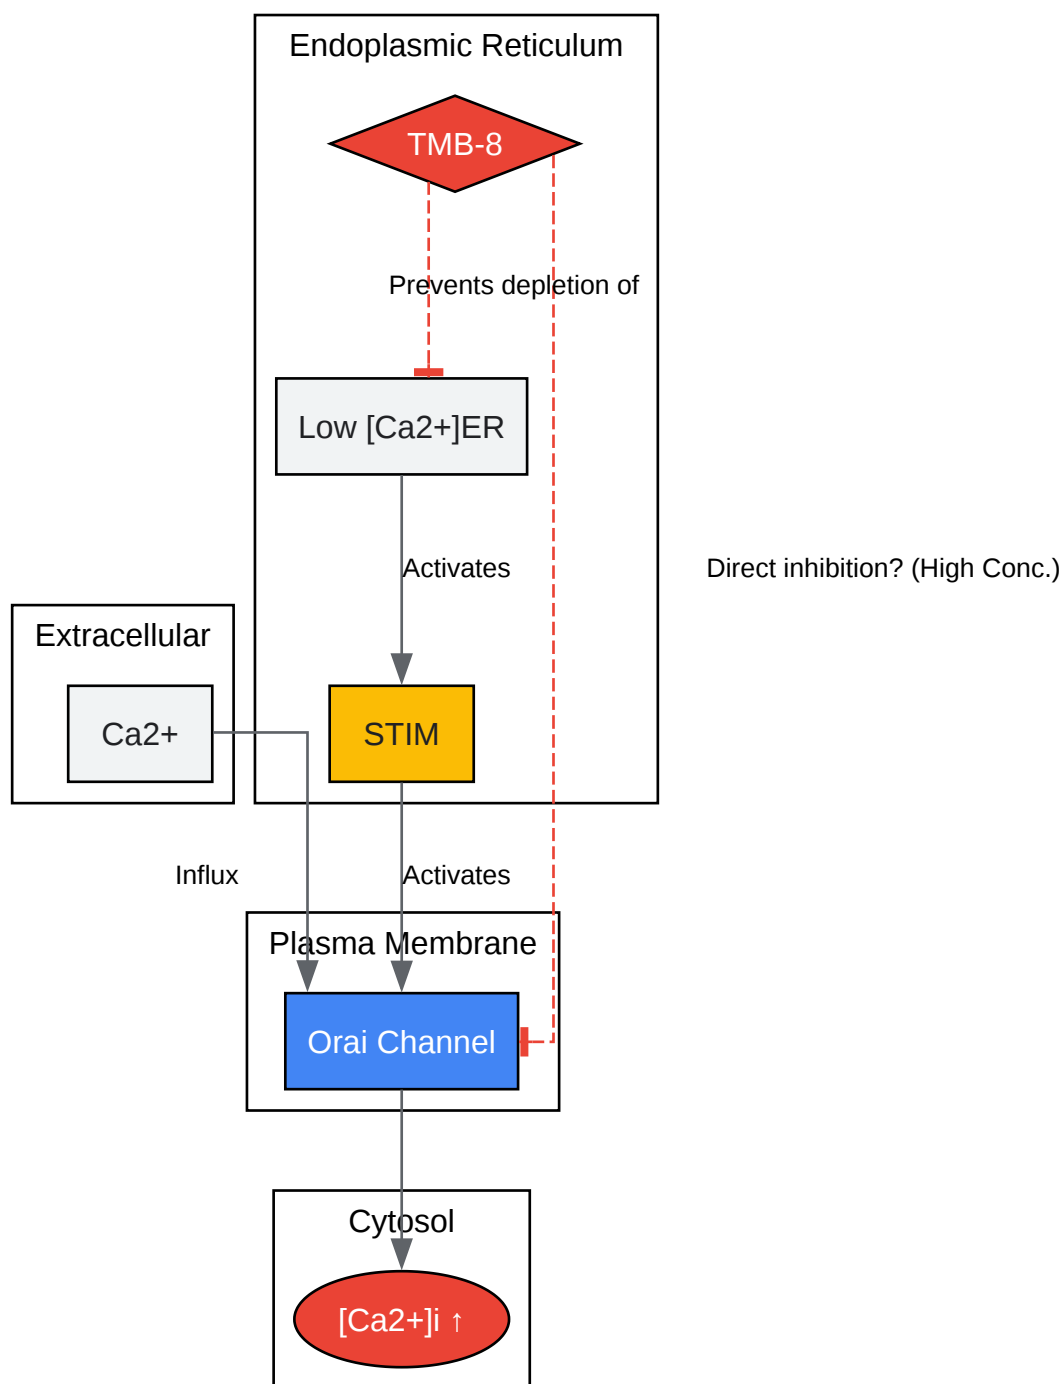 Endoplasmic Reticulum
TMB-8
Prevents depletion of
Low [Ca2+]ER
Activates
Direct inhibition? (High Conc.)
Extracellular
Ca2+
STIM
Influx
Activates
Plasma Membrane
Orai Channel
Cytosol
[Ca2+]i ↑